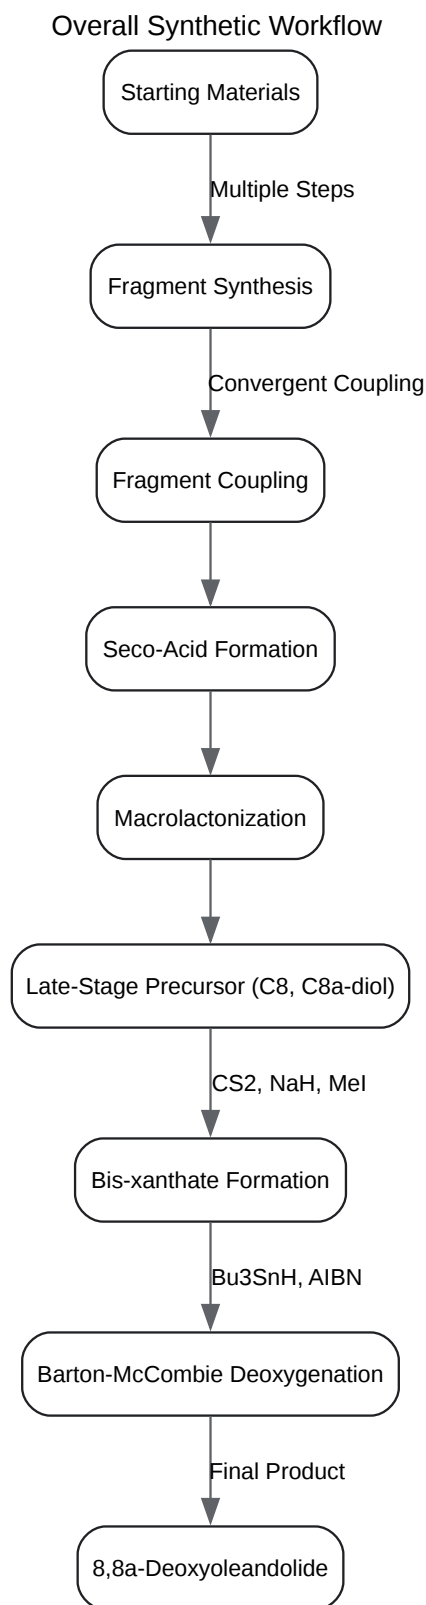 Overall Synthetic Workflow
Starting Materials
Multiple Steps
Fragment Synthesis
Convergent Coupling
Fragment Coupling
Seco-Acid Formation
Macrolactonization
Late-Stage Precursor (C8, C8a-diol)
CS2, NaH, MeI
Bis-xanthate Formation
Bu3SnH, AIBN
Barton-McCombie Deoxygenation
Final Product
8,8a-Deoxyoleandolide